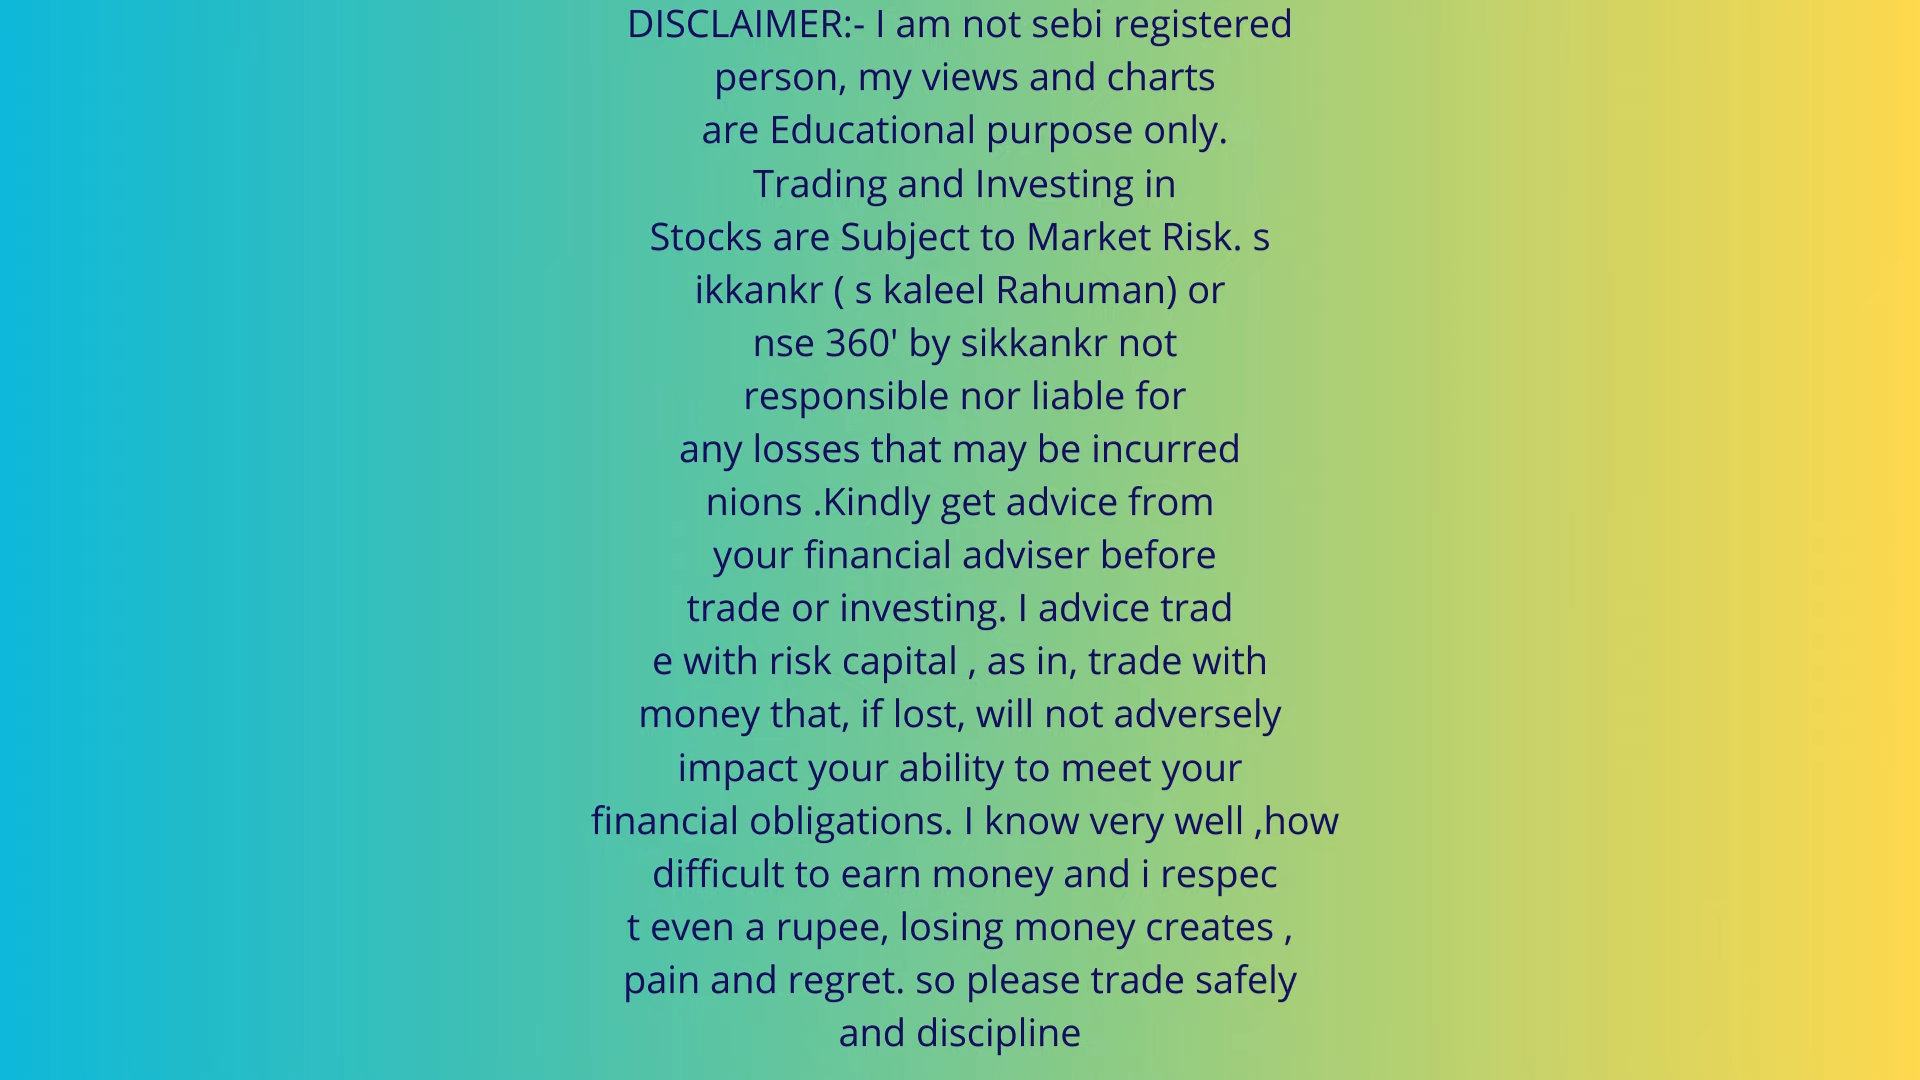 DISCLAIMER:- I am not sebi registered
person, my views and charts
are Educational purpose only.
Trading and Investing in
Stocks are Subject to Market Risk. s
ikkankr ( s kaleel Rahuman) or
nse 360' by sikkankr not
responsible nor liable for
any losses that may be incurred
nions .Kindly get advice from
your financial adviser before
trade or investing. I advice trad
e with risk capital , as in, trade with
money that, if lost, will not adversely
impact your ability to meet your
financial obligations. I know very well ,how
difficult to earn money and i respec
t even a rupee, losing money creates ,
pain and regret. so please trade safely
and discipline